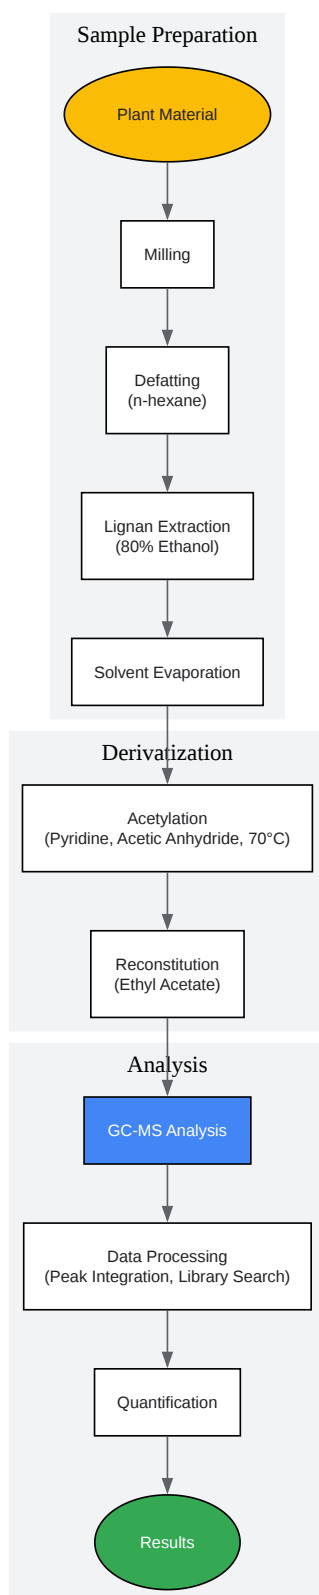 Sample Preparation
Plant Material
Milling
Defatting
(n-hexane)
Lignan Extraction
(80% Ethanol)
Solvent Evaporation
Derivatization
Acetylation
(Pyridine, Acetic Anhydride, 70°C)
Reconstitution
(Ethyl Acetate)
Analysis
GC-MS Analysis
Data Processing
(Peak Integration, Library Search)
Quantification
Results